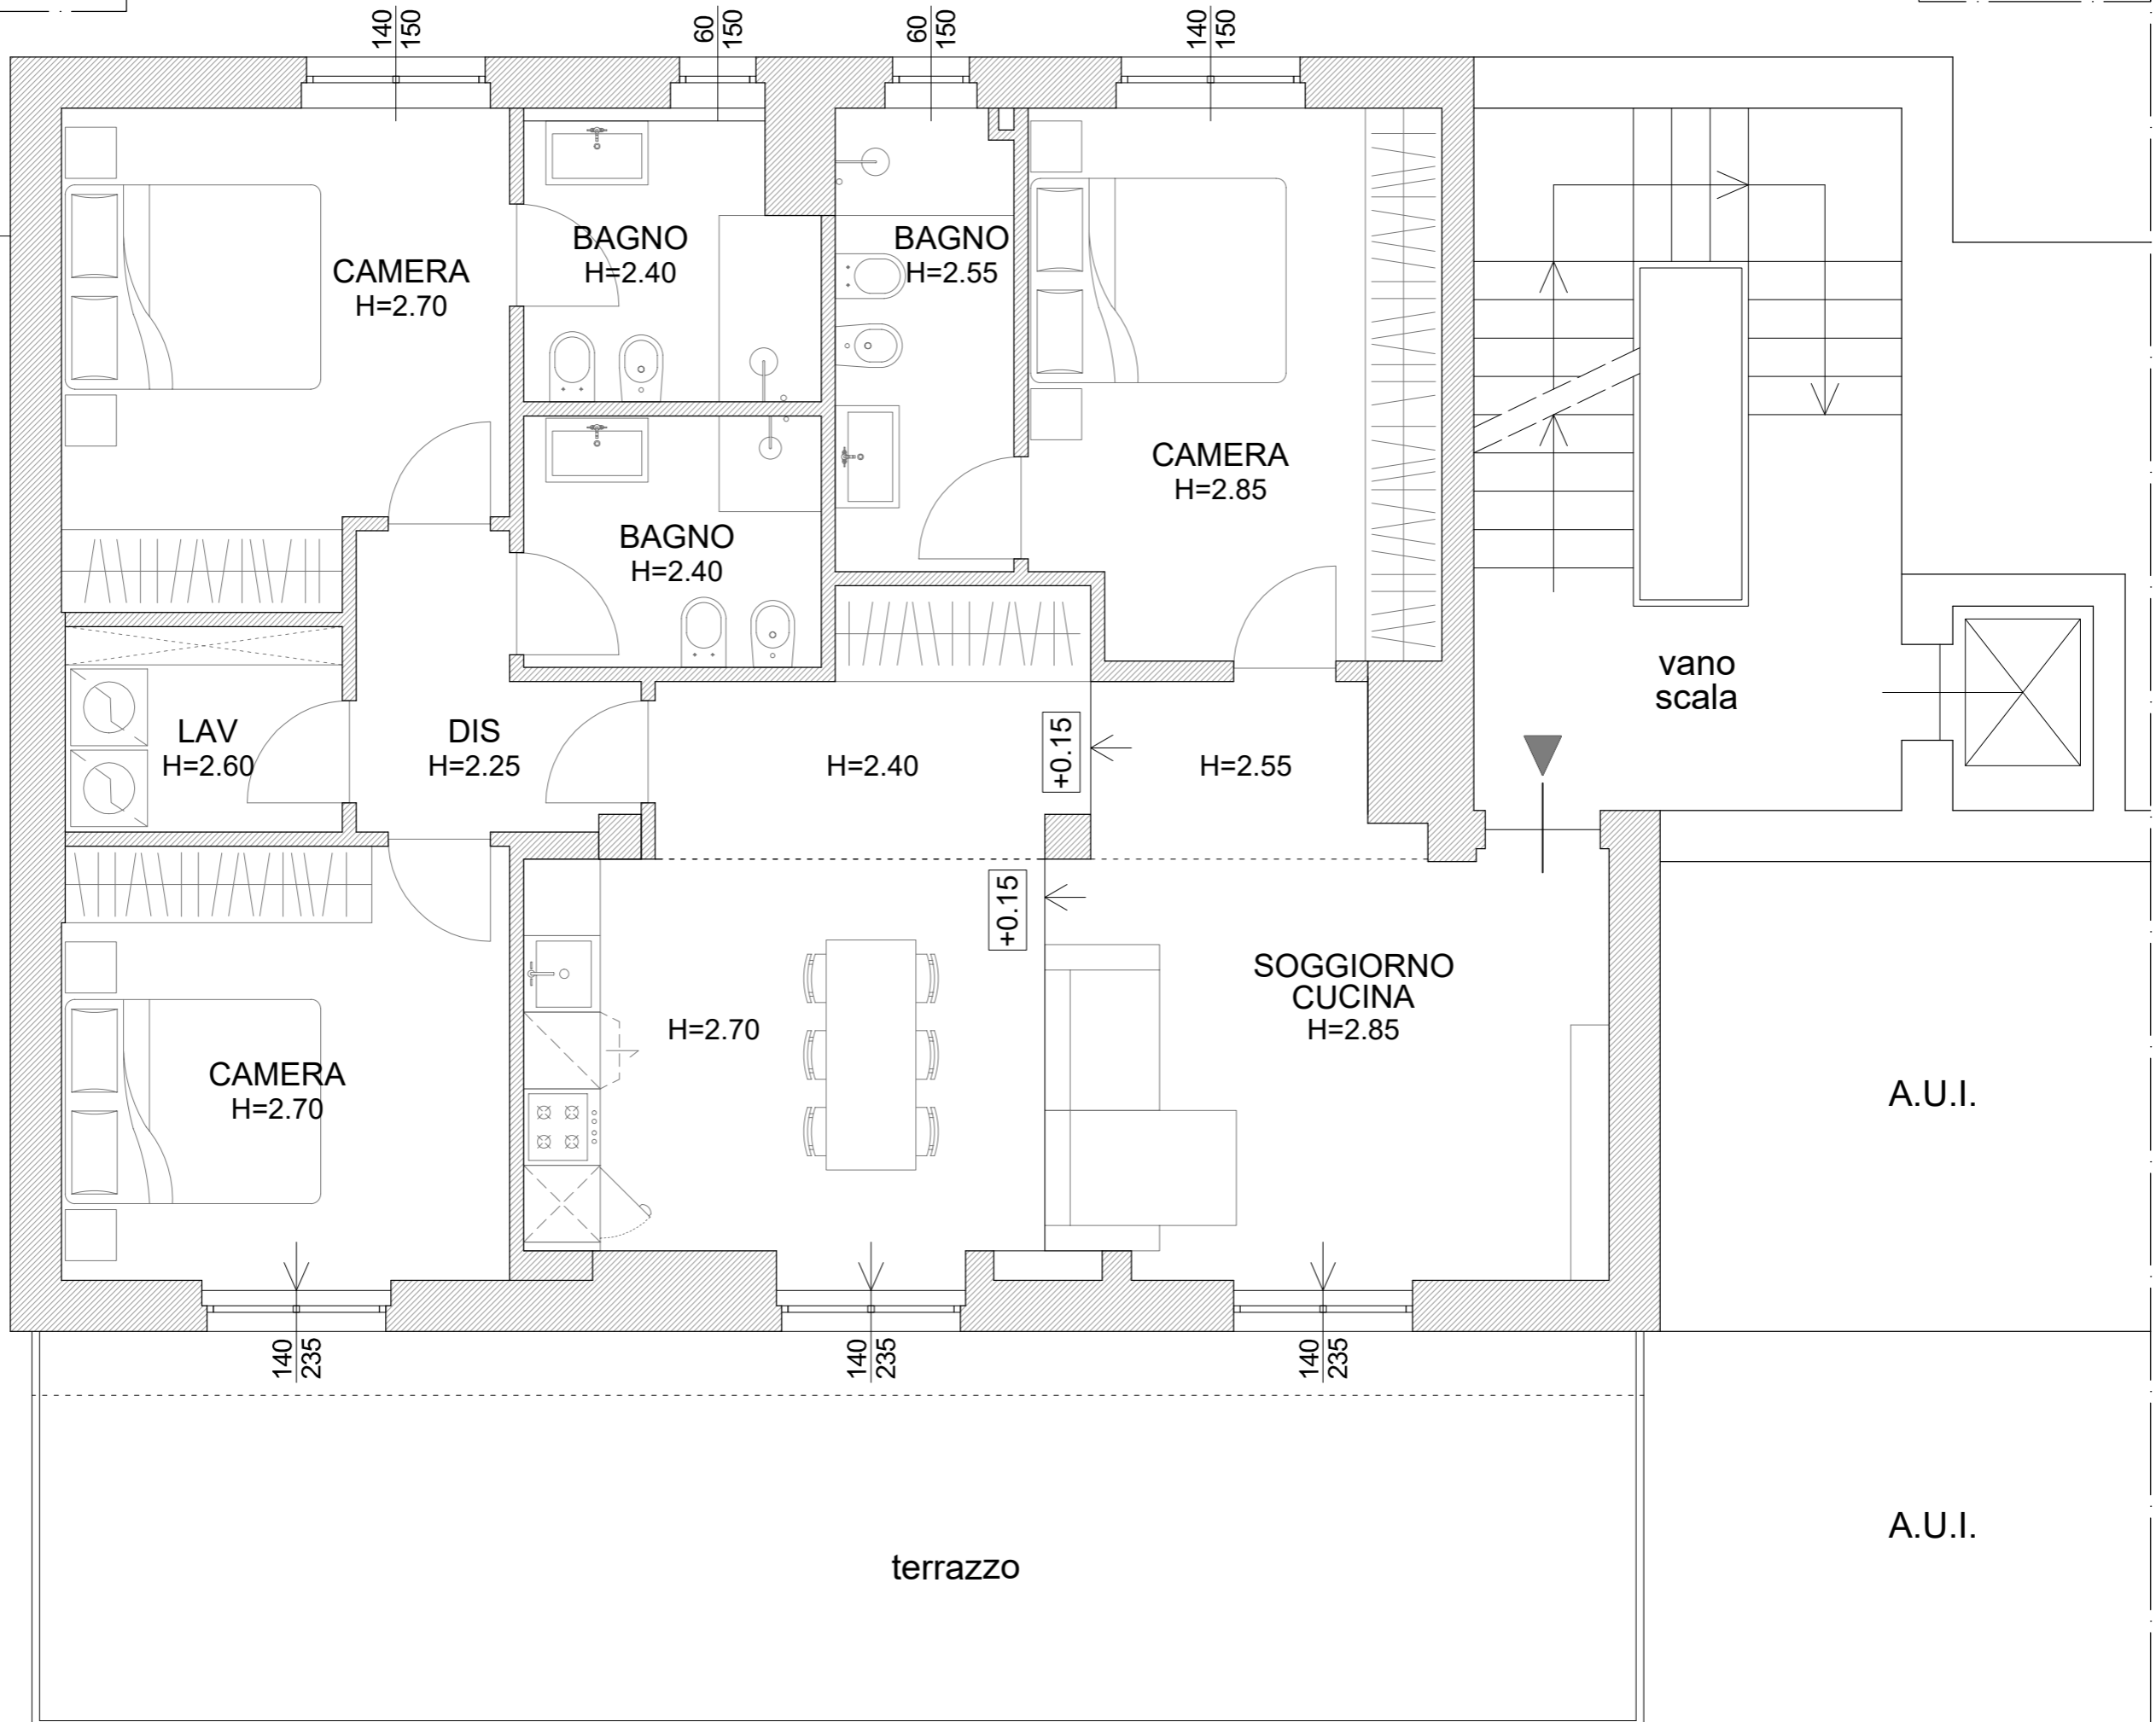 140
150
60
150
60
150
140
150
BAGNO
H=2.40
BAGNO
H=2.55
CAMERA
H=2.70
CAMERA
H=2.85
BAGNO
H=2.40
vano
scala
LAV
H=2.60
DIS
H=2.25
H=2.40
+0.15
H=2.55
+0.15
SOGGIORNO
CUCINA
H=2.85
H=2.70
CAMERA
H=2.70
A.U.I.
140
235
140
235
140
235
A.U.I.
terrazzo